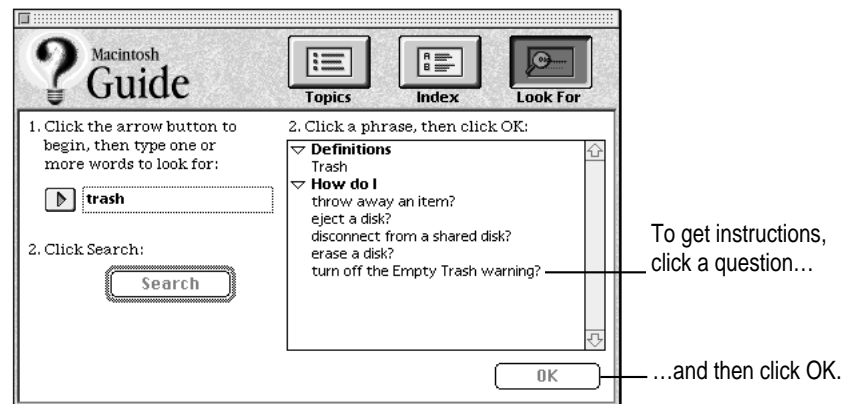 Macintosh
Guide
Topics
Index
Look For
1. Click the arrow button to
begin, then type one or
more words to look for:
trash
2. Click Search:
Search
2. Click a phrase, then click OK:
Definitions
Trash
How do I
throw away an item?
eject a disk?
disconnect from a shared disk?
erase a disk?
turn off the Empty Trash warning?
OK
To get instructions,
click a question…
…and then click OK.